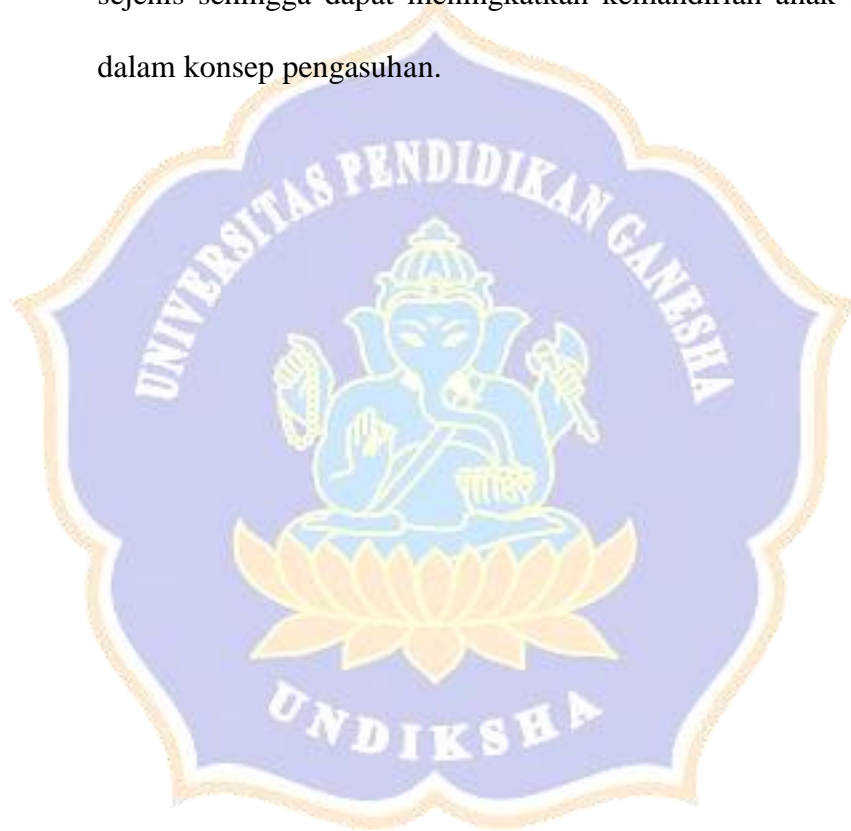 sejenis sehingga dapat meningkatkan kemandirian anak
dalam konsep pengasuhan.
UNIVERSITAS PENDIDIKAN GANESHA
UNDIKSHA